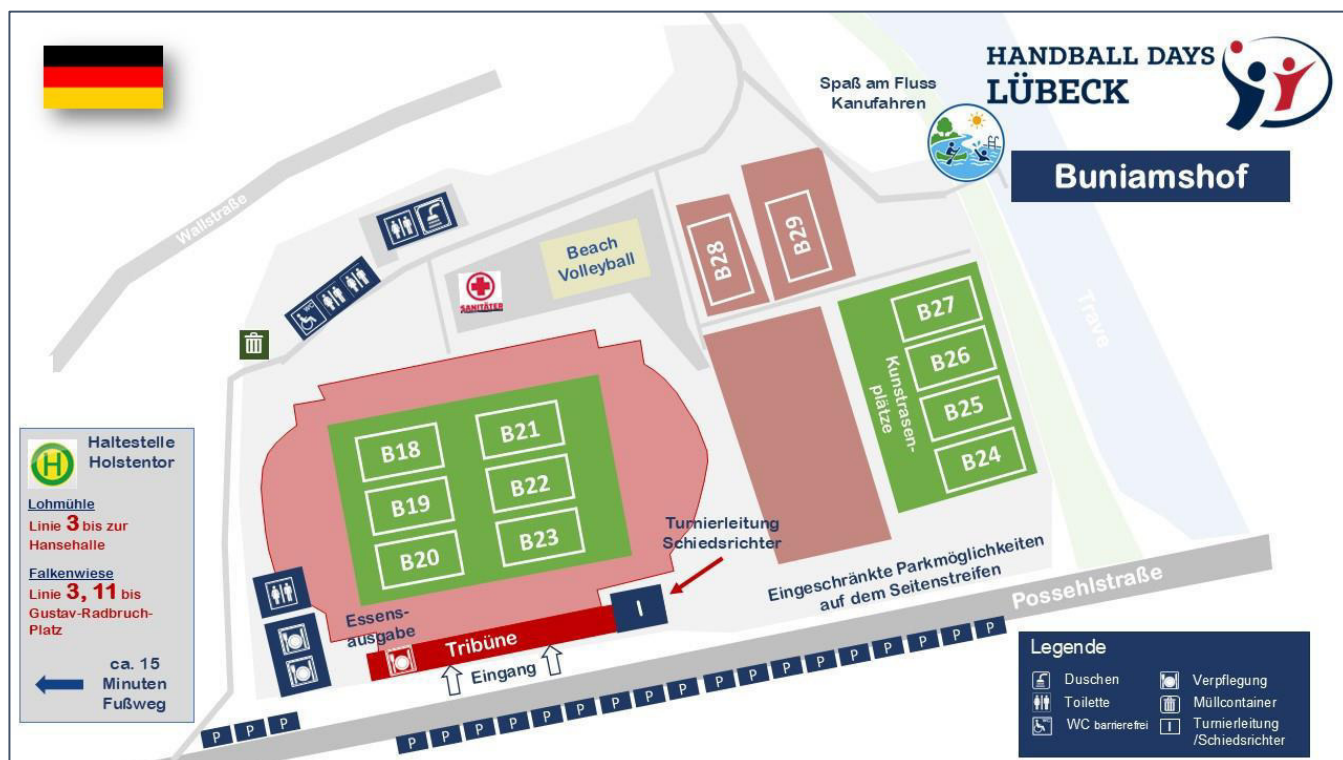 HANDBALL DAYS
LÜBECK
Buniamshof
Spaß am Fluss
Kanufahren
Wallstraße
Beach
Volleyball
SANITÄTER
WC
B28
B29
B27
B26
B25
B24
Kunstrasen-
plätze
Trave
B18
B19
B20
B21
B22
B23
Turnierleitung
Schiedsrichter
I
Essens-
ausgabe
Tribüne
Eingang
Eingeschränkte Parkmöglichkeiten
auf dem Seitenstreifen
Possehlstraße
P P P
P P P P P P P P P P P P P P P P P P P
H
Haltestelle
Holstentor
Lohmühle
Linie 3 bis zur
Hansehalle
Falkenwiese
Linie 3, 11 bis
Gustav-Radbruch-
Platz
ca. 15
Minuten
Fußweg
Legende
Duschen
Toilette
WC barrierefrei
Verpflegung
Müllcontainer
I Turnierleitung
/Schiedsrichter